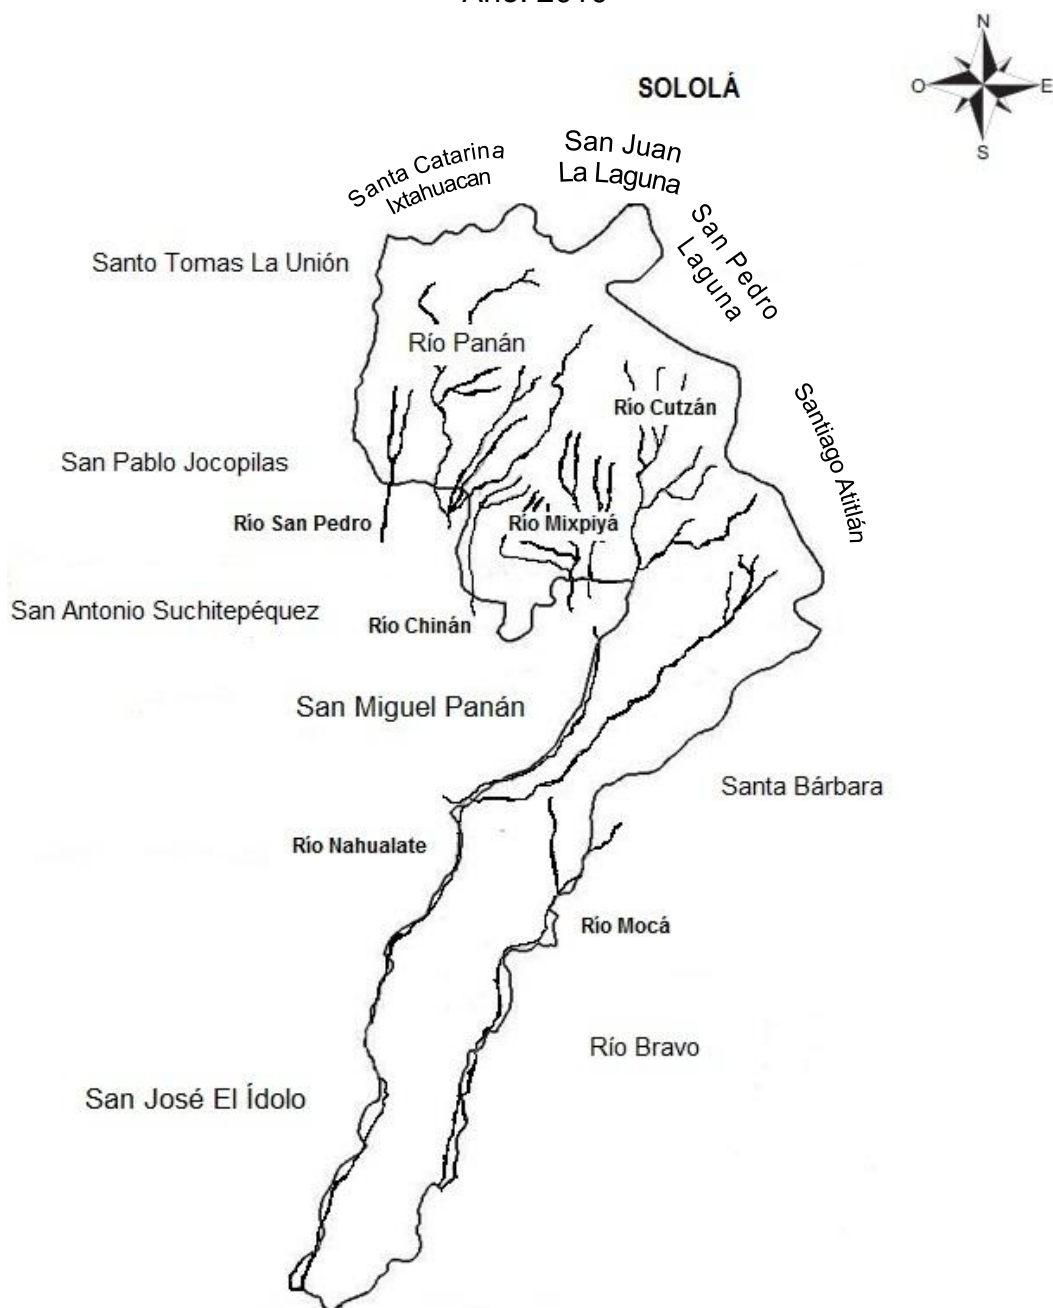 N
SOLOLÁ
O
E
S
Santa Catarina
Ixtahuacan
San Juan
La Laguna
San Pedro
Laguna
Santo Tomas La Unión
Río Panán
Río Cutzán
Santiago Atitlán
San Pablo Jocopilas
Río San Pedro
Río Mixpiyá
San Antonio Suchitepéquez
Río Chinán
San Miguel Panán
Santa Bárbara
Río Nahualate
Río Mocá
Río Bravo
San José El Ídolo